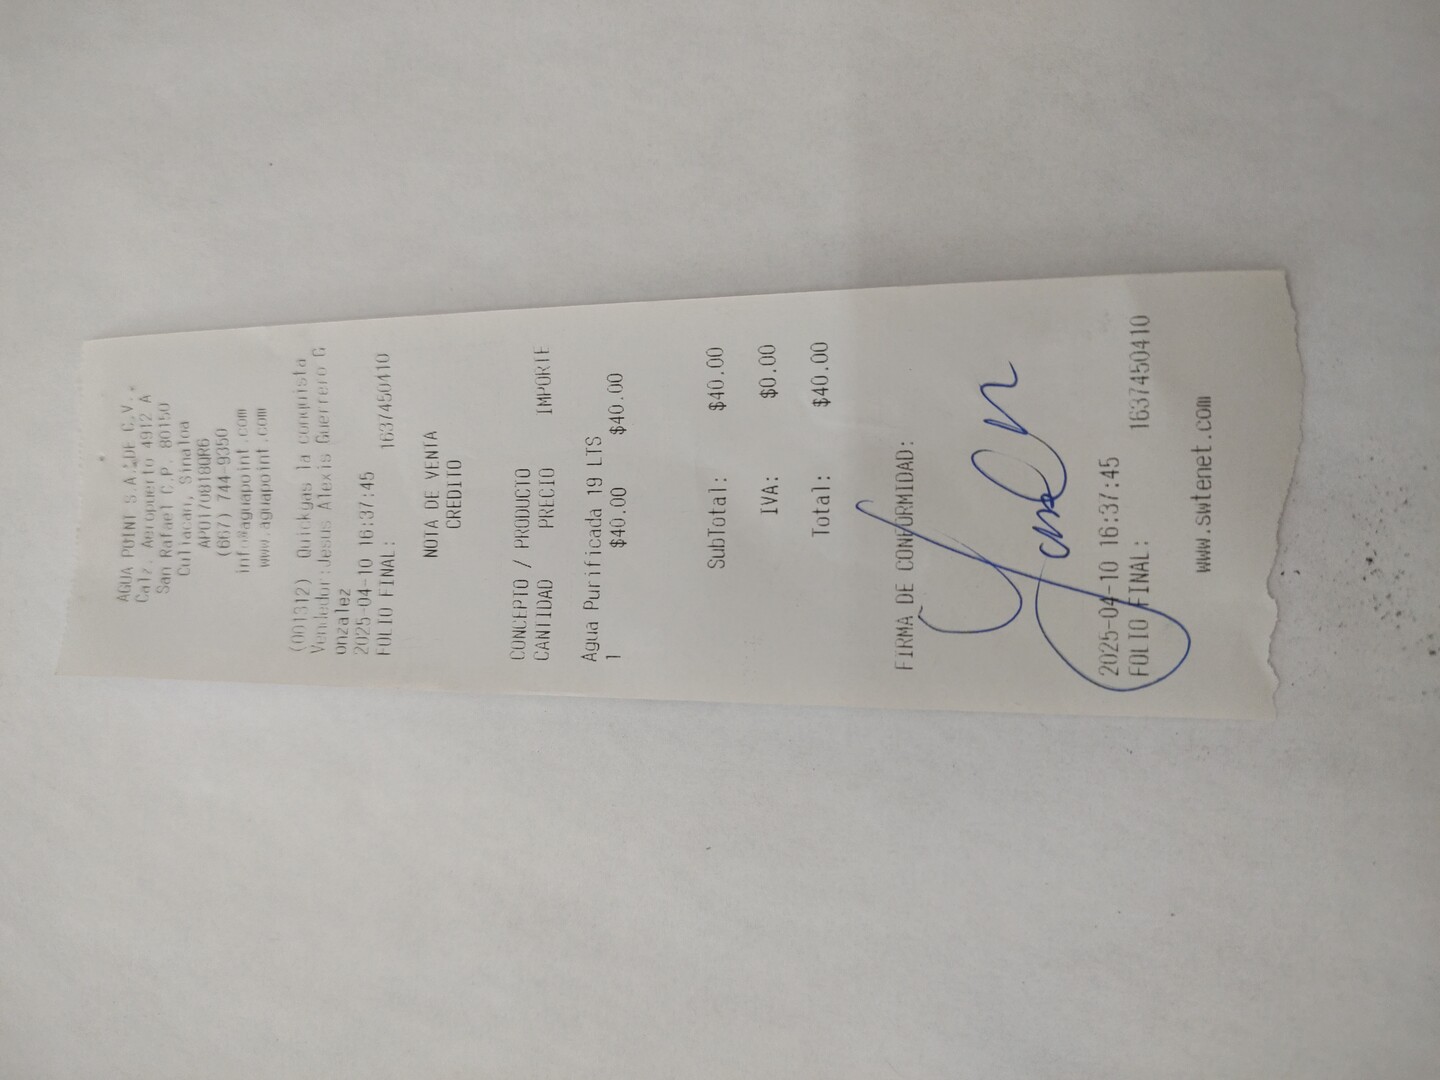 AGUA POINT S.A. DE C.V.
Calz. Aeropuerto 4912 A
San Rafael C.P. 80150
Culiacan, Sinaloa
APO170818QR6
(667) 744-9350
info@aguapoint.com
www.aguapoint.com
(001312) Quickgas la conquista
Vendedor:Jesus Alexis Guerrero G
onzalez
2025-04-10 16:37:45
FOLIO FINAL: 1637450410
NOTA DE VENTA
CREDITO
CONCEPTO / PRODUCTO
CANTIDAD PRECIO IMPORTE
Agua Purificada 19 LTS
1 $40.00 $40.00
SubTotal: $40.00
IVA: $0.00
Total: $40.00
FIRMA DE CONFORMIDAD:
2025-04-10 16:37:45
FOLIO FINAL: 1637450410
www.swtenet.com